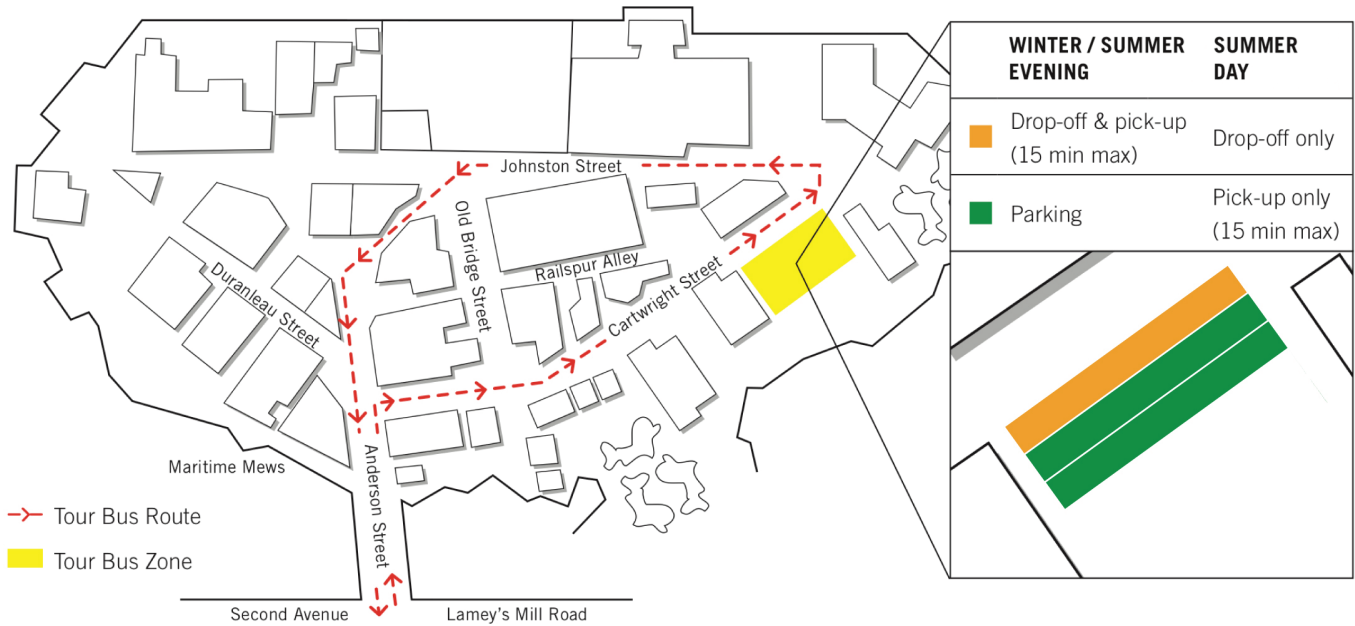 WINTER / SUMMER
EVENING
SUMMER
DAY
Drop-off & pick-up
(15 min max)
Drop-off only
Parking
Pick-up only
(15 min max)
Johnston Street
Old Bridge Street
Railspur Alley
Cartwright Street
Duranleau Street
Anderson Street
Maritime Mews
Tour Bus Route
Tour Bus Zone
Second Avenue
Lamey's Mill Road